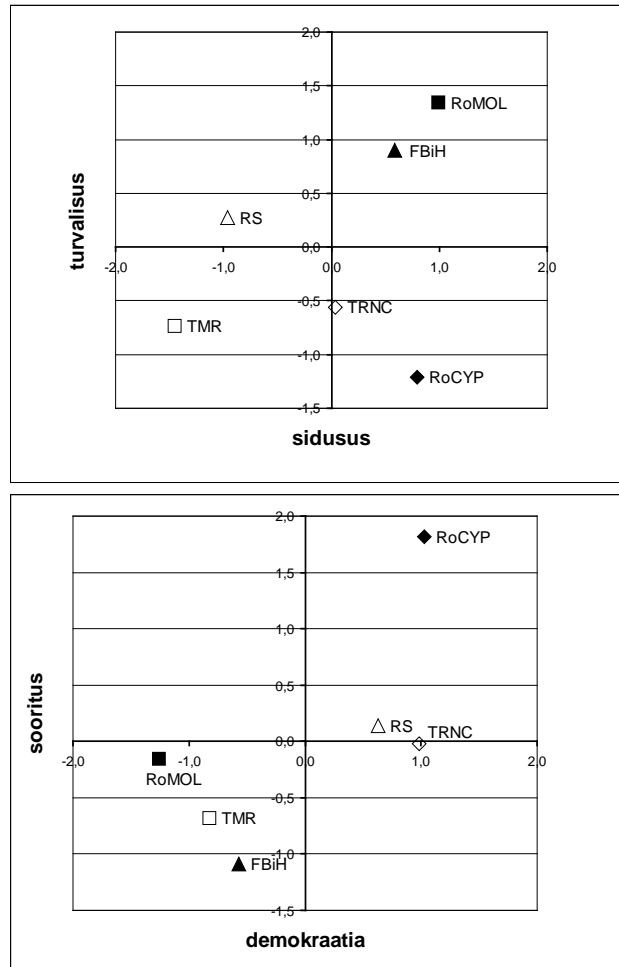 2,0
1,5
RoMOL
1,0
FBiH
0,5
RS
0,0
-2,0 -1,0 0,0 1,0 2,0
-0,5 TRNC
TMR
-1,0
RoCYP
-1,5
turvalisus
sidusus
2,0
RoCYP
1,5
1,0
0,5
RS TRNC
0,0
-2,0 -1,0 0,0 1,0 2,0
RoMOL
-0,5
TMR
-1,0
FBiH
-1,5
sooritus
demokraatia